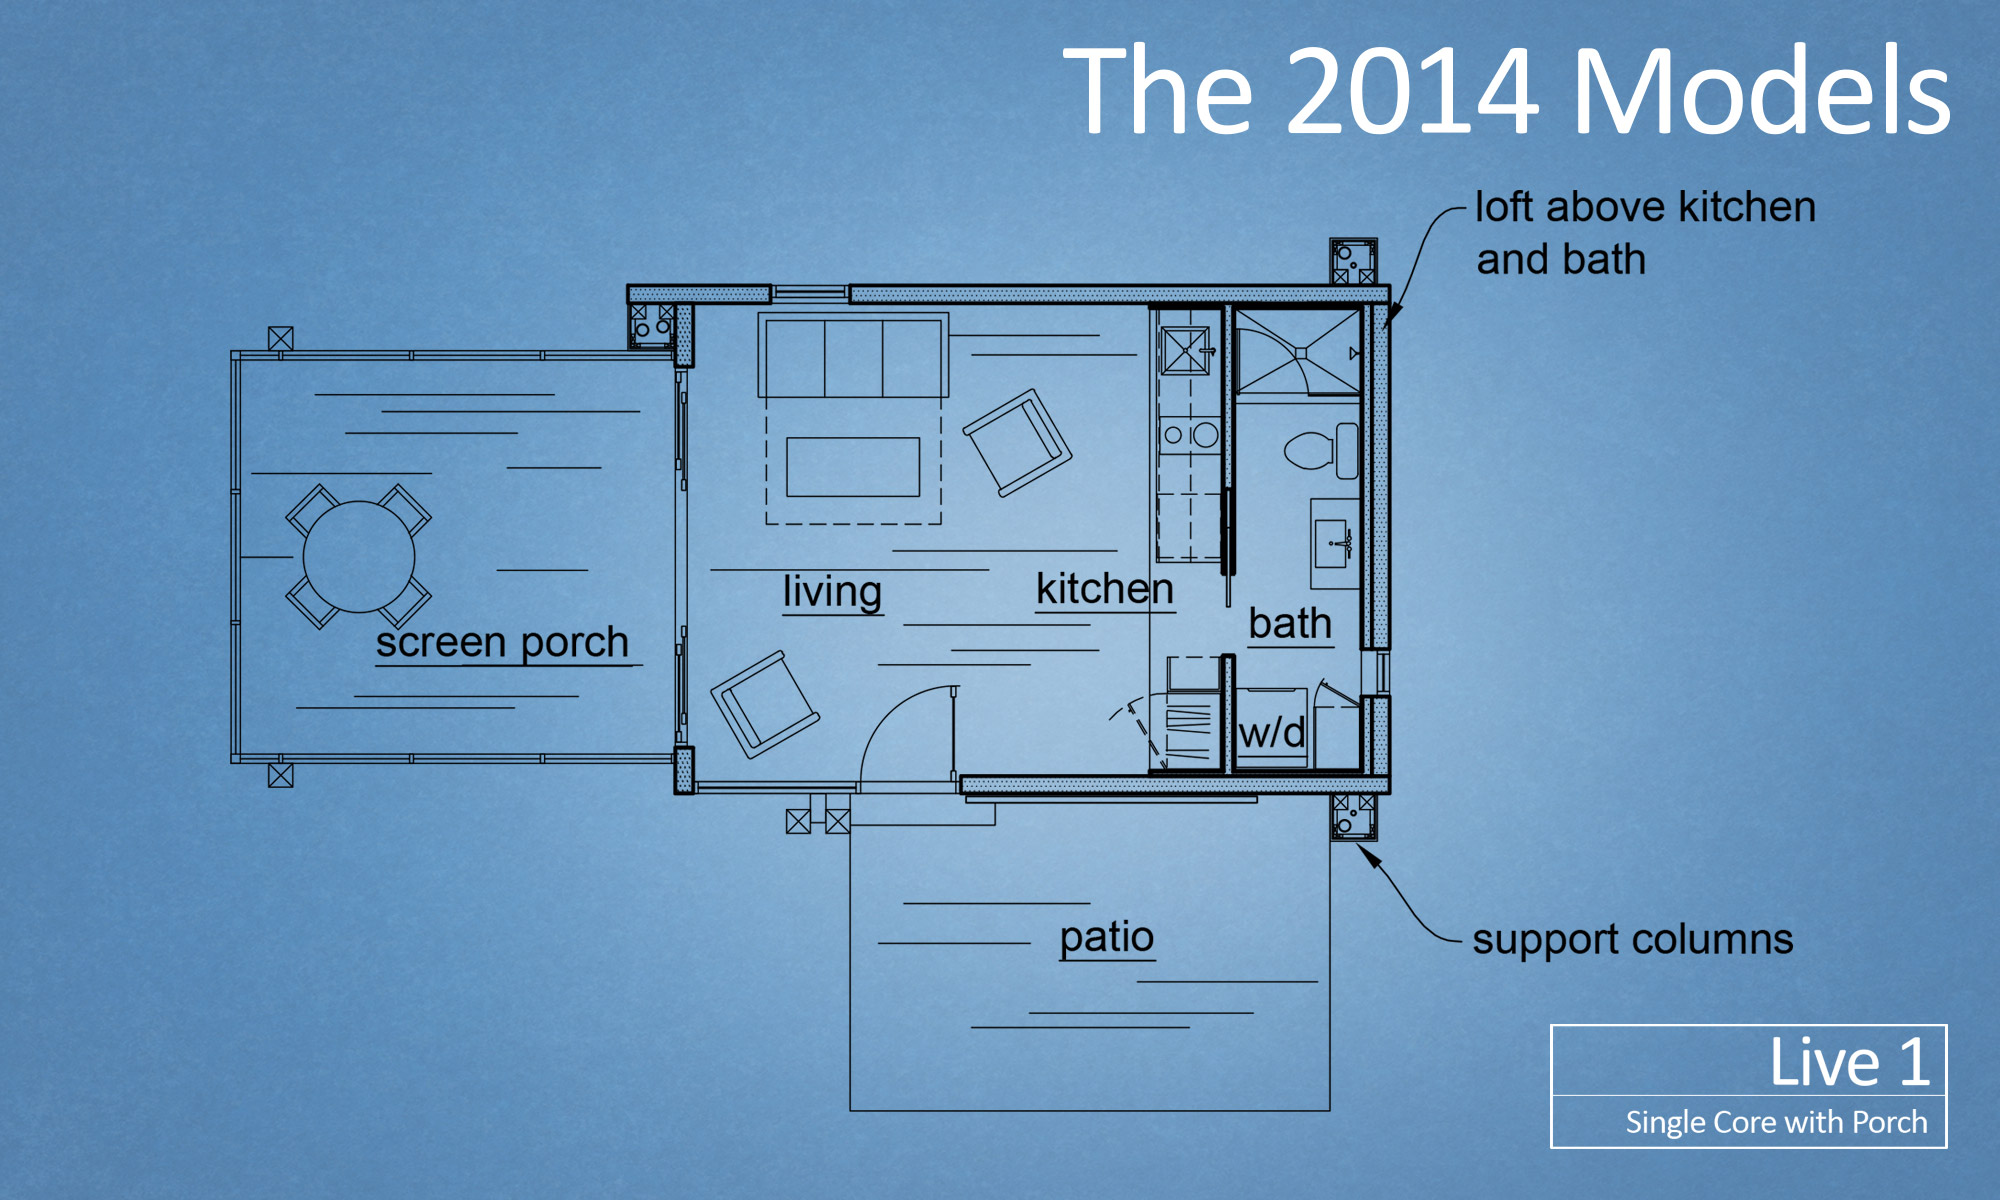 The 2014 Models
loft above kitchen
and bath
living
kitchen
bath
screen porch
w/d
patio
support columns
Live 1
Single Core with Porch